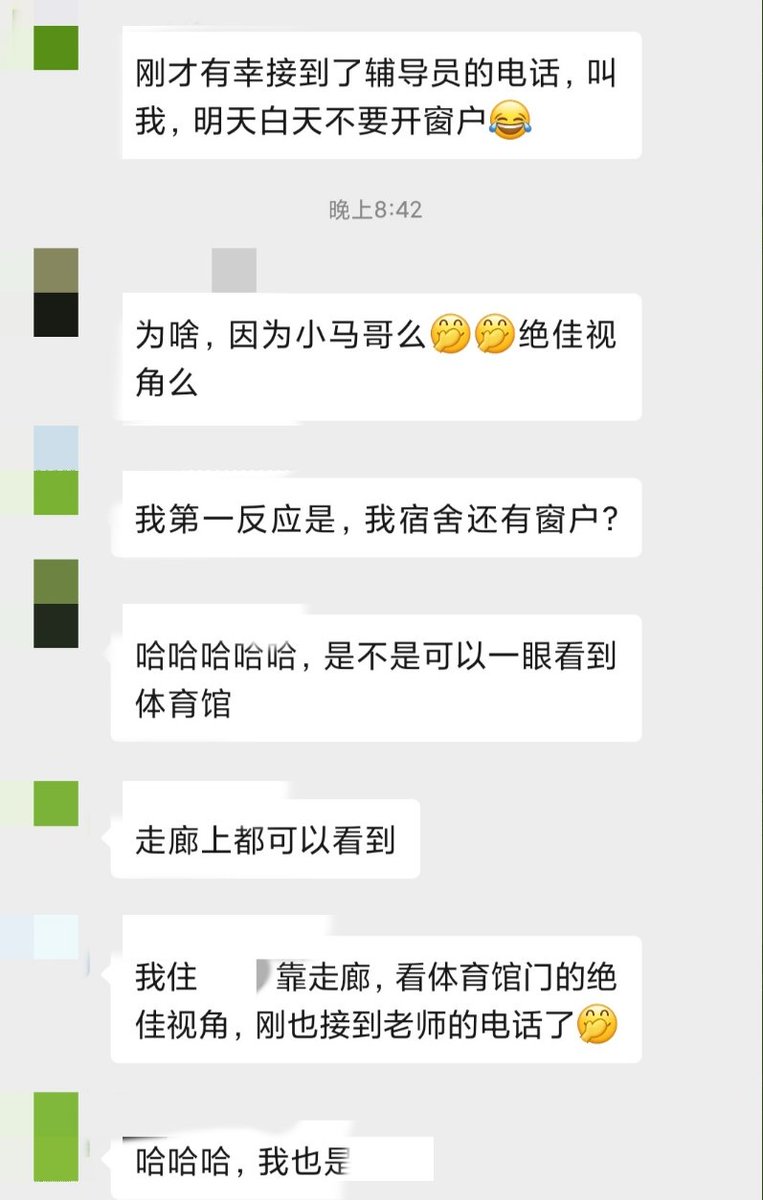 刚才有幸接到了辅导员的电话，叫
我，明天白天不要开窗户😂
晚上8:42
为啥，因为小马哥么🤭🤭绝佳视
角么
我第一反应是，我宿舍还有窗户？
哈哈哈哈哈，是不是可以一眼看到
体育馆
走廊上都可以看到
我住 靠走廊，看体育馆门的绝
佳视角，刚也接到老师的电话了🤭
哈哈哈，我也是